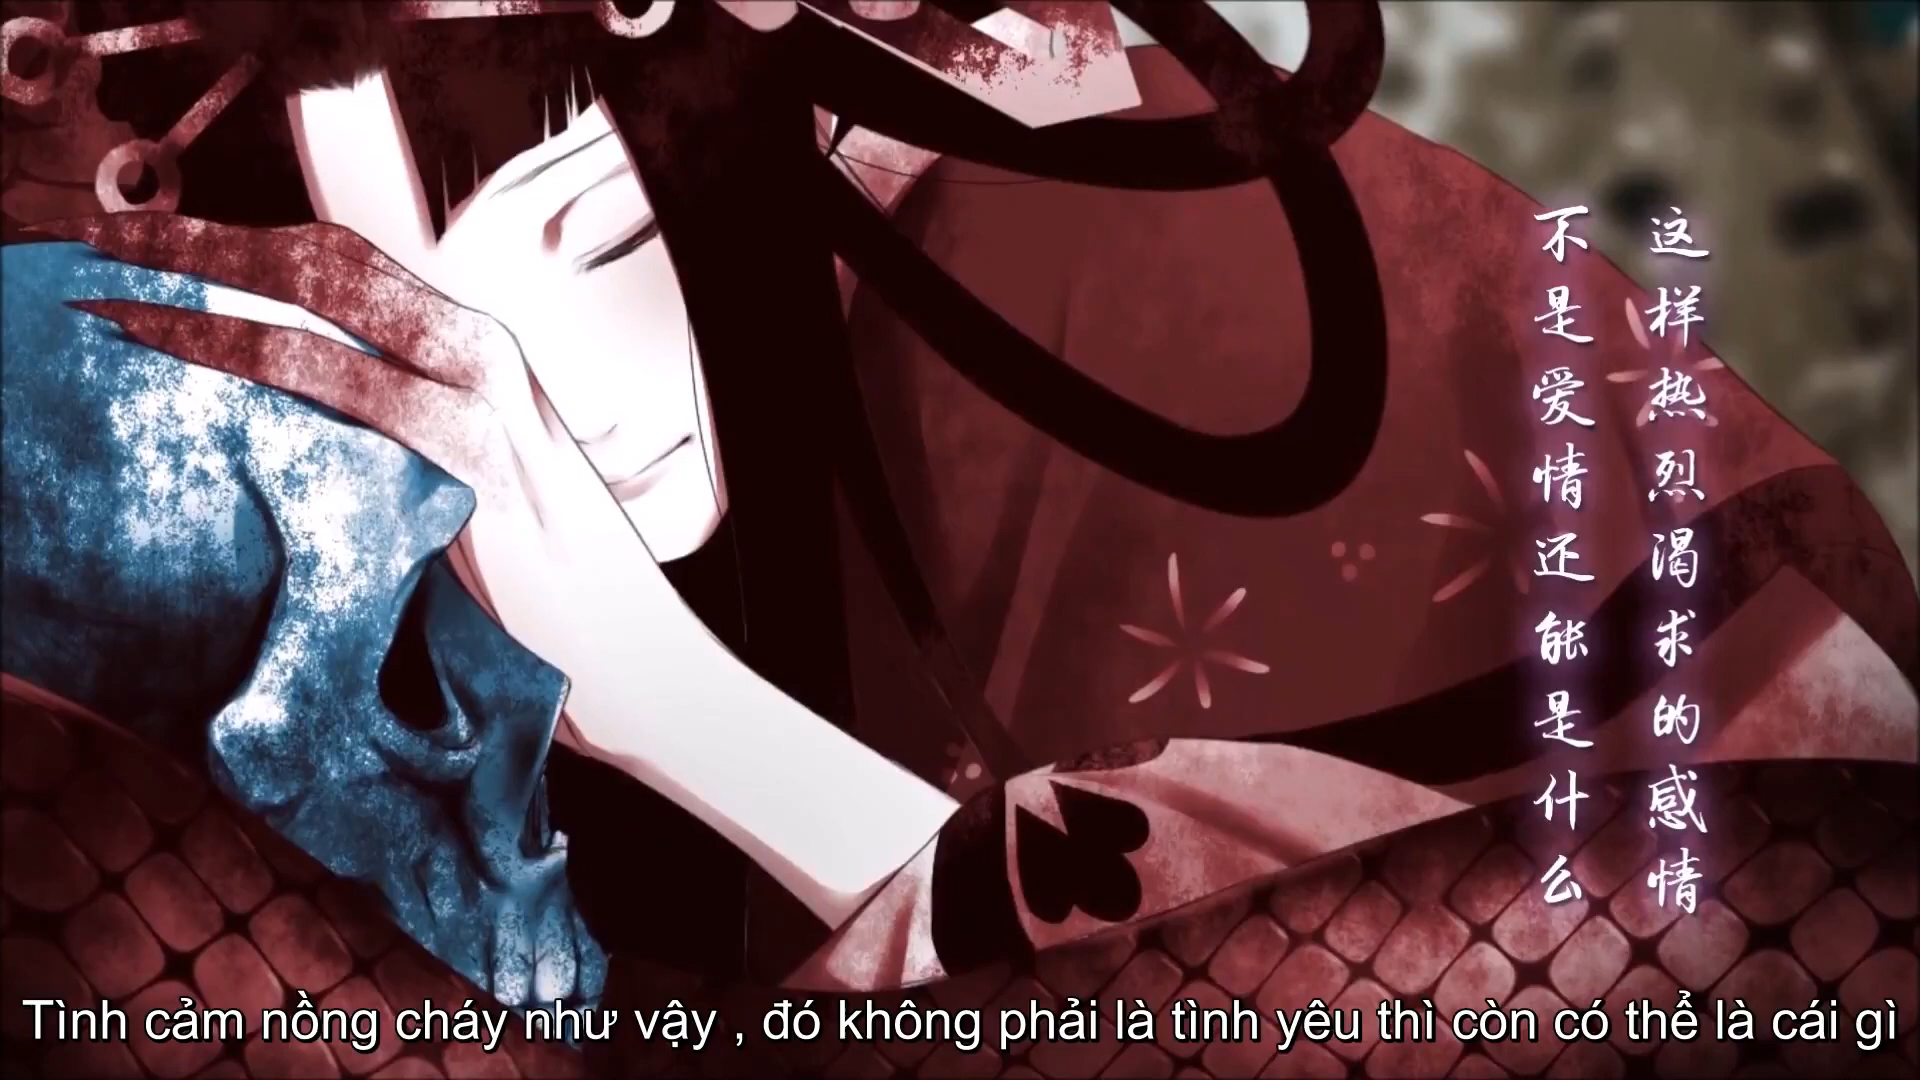 这样热烈渴求的感情
不是爱情还能是什么
Tình cảm nồng cháy như vậy , đó không phải là tình yêu thì còn có thể là cái gì